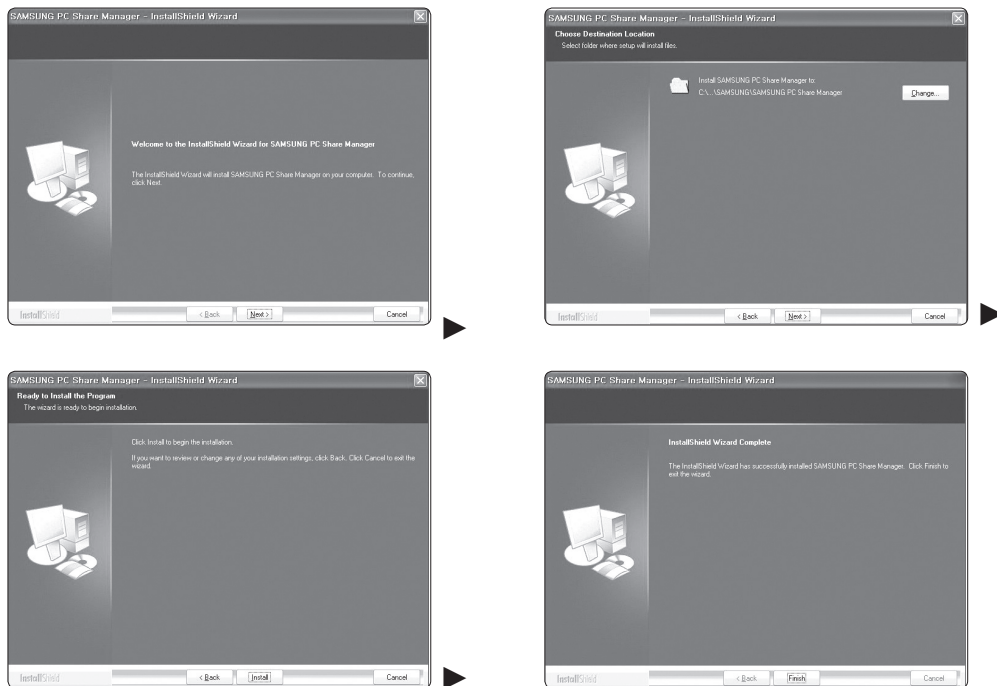 SAMSUNG PC Share Manager - InstallShield Wizard
Welcome to the InstallShield Wizard for SAMSUNG PC Share Manager
The InstallShield Wizard will install SAMSUNG PC Share Manager on your computer. To continue,
click Next.
InstallShield
< Back
Next >
Cancel
SAMSUNG PC Share Manager - InstallShield Wizard
Choose Destination Location
Select folder where setup will install files.
Install SAMSUNG PC Share Manager to:
C:\...\SAMSUNG\SAMSUNG PC Share Manager
Change...
InstallShield
< Back
Next >
Cancel
SAMSUNG PC Share Manager - InstallShield Wizard
Ready to Install the Program
The wizard is ready to begin installation.
Click Install to begin the installation.
If you want to review or change any of your installation settings, click Back. Click Cancel to exit the
wizard.
InstallShield
< Back
Install
Cancel
SAMSUNG PC Share Manager - InstallShield Wizard
InstallShield Wizard Complete
The InstallShield Wizard has successfully installed SAMSUNG PC Share Manager. Click Finish to
exit the wizard.
InstallShield
< Back
Finish
Cancel